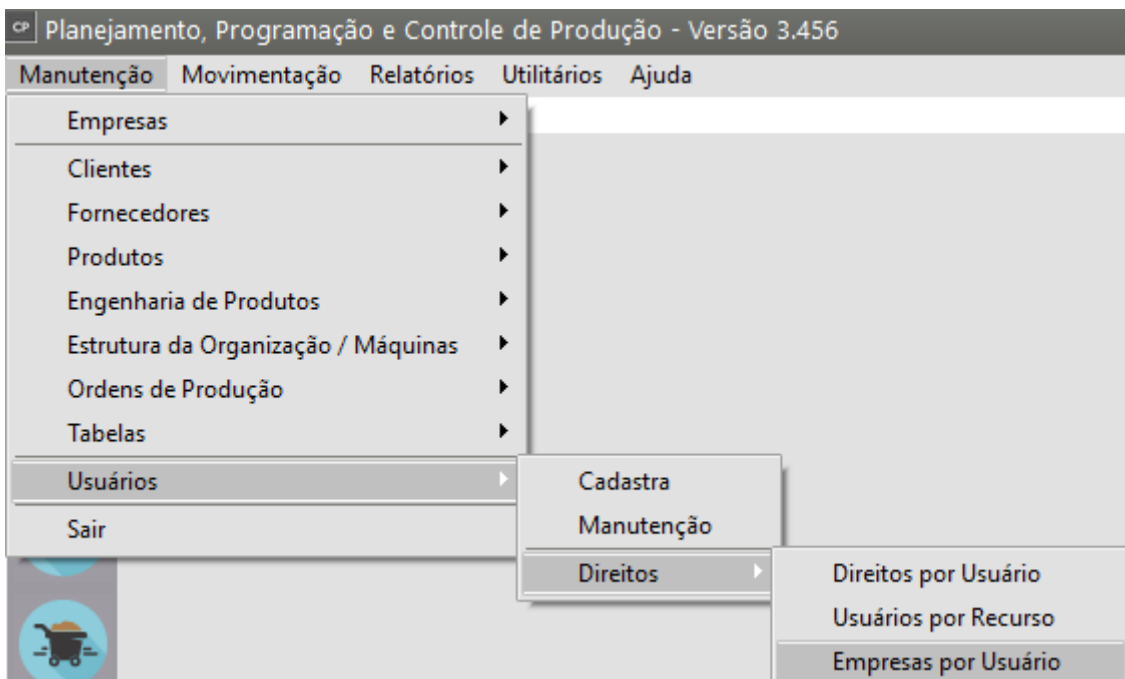 CP Planejamento, Programação e Controle de Produção - Versão 3.456
Manutenção Movimentação Relatórios Utilitários Ajuda
Empresas
Clientes
Fornecedores
Produtos
Engenharia de Produtos
Estrutura da Organização / Máquinas
Ordens de Produção
Tabelas
Usuários
Sair
Cadastra
Manutenção
Direitos
Direitos por Usuário
Usuários por Recurso
Empresas por Usuário